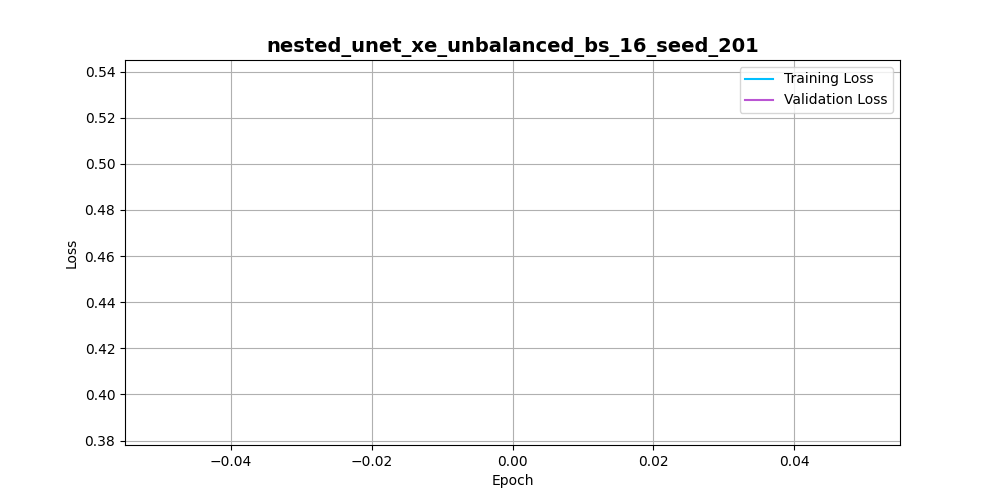 nested_unet_xe_unbalanced_bs_16_seed_201
Training Loss
Validation Loss
0.54
0.52
0.50
0.48
0.46
0.44
0.42
0.40
0.38
Loss
−0.04
−0.02
0.00
0.02
0.04
Epoch